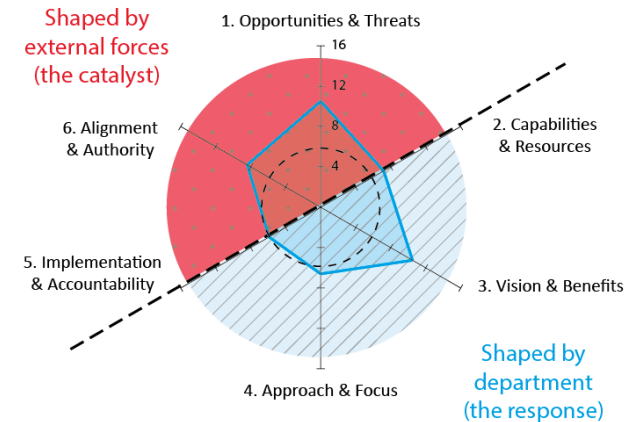 Shaped by
external forces
(the catalyst)
1. Opportunities & Threats
16
12
8
4
2. Capabilities
& Resources
3. Vision & Benefits
4. Approach & Focus
5. Implementation
& Accountability
6. Alignment
& Authority
Shaped by
department
(the response)